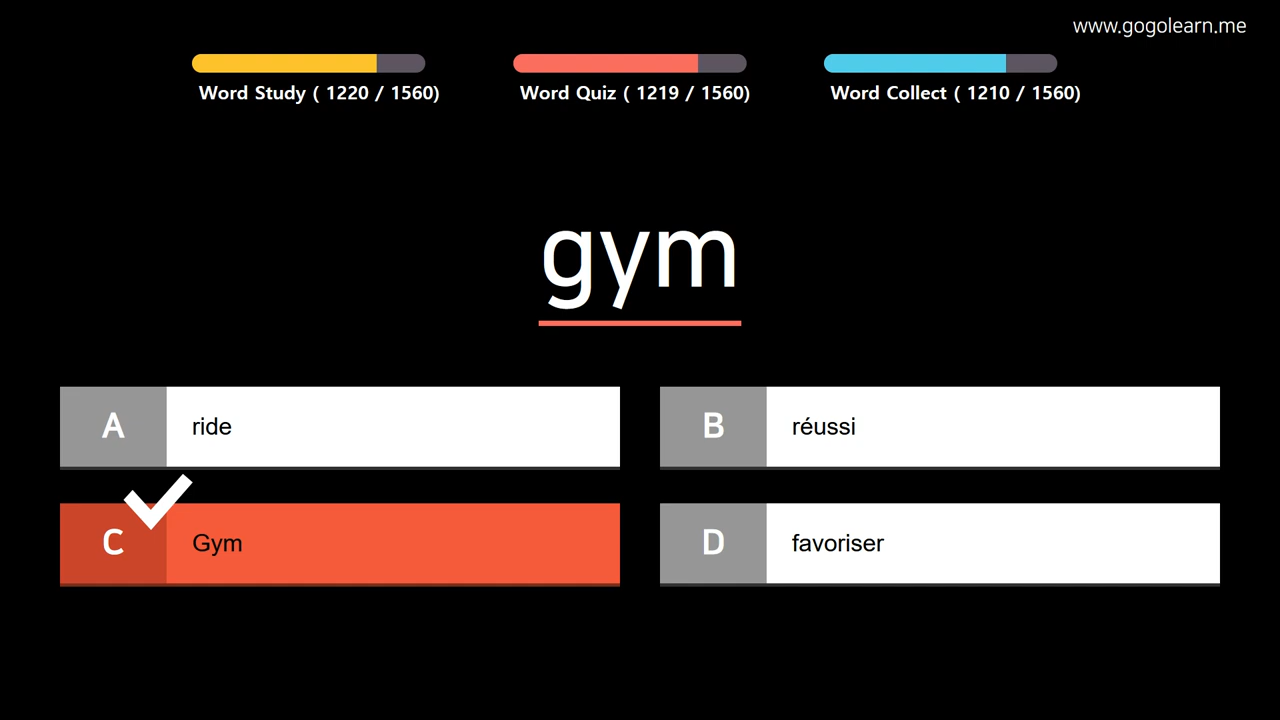 www.gogolearn.me
Word Study ( 1220 / 1560)
Word Quiz ( 1219 / 1560)
Word Collect ( 1210 / 1560)
gym
A ride
B réussi
C Gym
D favoriser